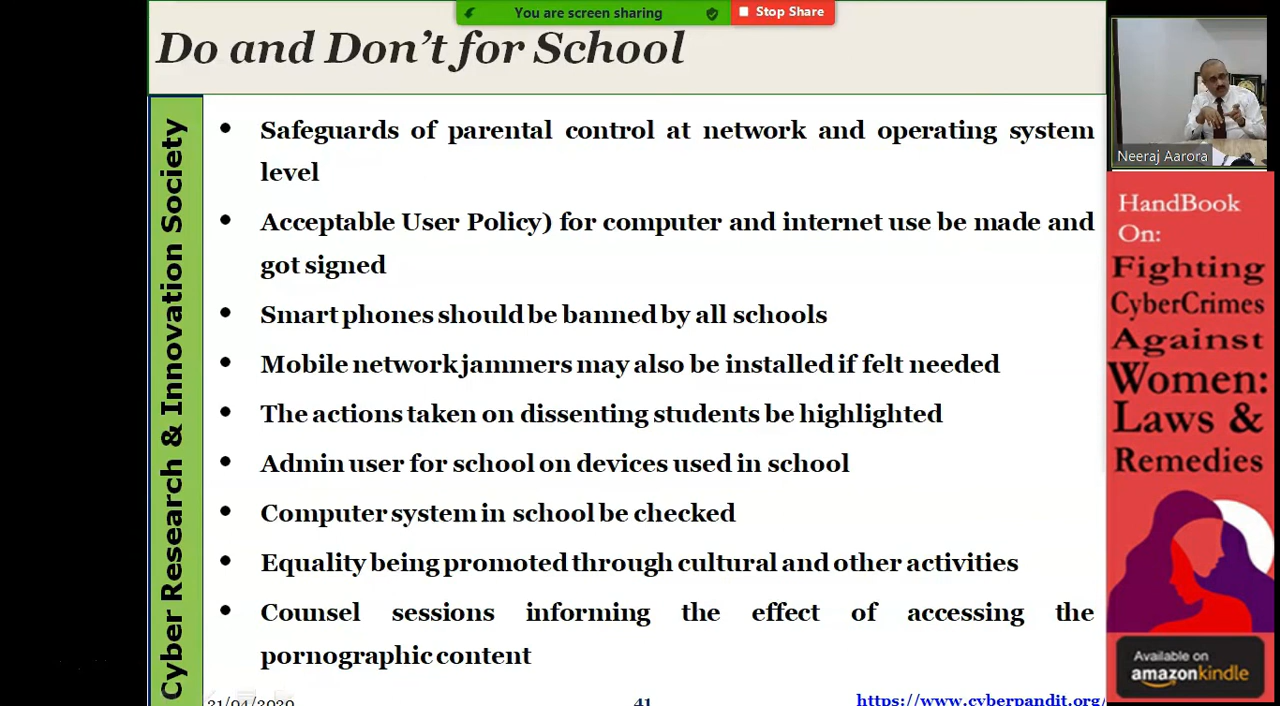 You are screen sharing
Stop Share
Do and Don't for School
Cyber Research & Innovation Society
• Safeguards of parental control at network and operating system
level
• Acceptable User Policy) for computer and internet use be made and
got signed
• Smart phones should be banned by all schools
• Mobile network jammers may also be installed if felt needed
• The actions taken on dissenting students be highlighted
• Admin user for school on devices used in school
• Computer system in school be checked
• Equality being promoted through cultural and other activities
• Counsel sessions informing the effect of accessing the
pornographic content
21/04/2020
41
https://www.cyberpandit.org/
Neeraj Aarora
HandBook
On:
Fighting
CyberCrimes
Against
Women:
Laws &
Remedies
Available on
amazonkindle